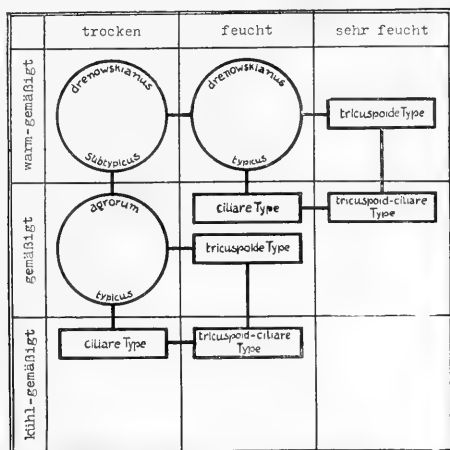 trocken feucht sehr feucht
warm-gemäßigt
drenowskianus
subtypicus
drenowskianus
typicus
tricuspoide Type
gemäßigt
agrorum
typicus
ciliare Type
tricuspoid-ciliare
Type
tricuspoide Type
kühl-gemäßigt
ciliare Type
tricuspoid-ciliare
Type